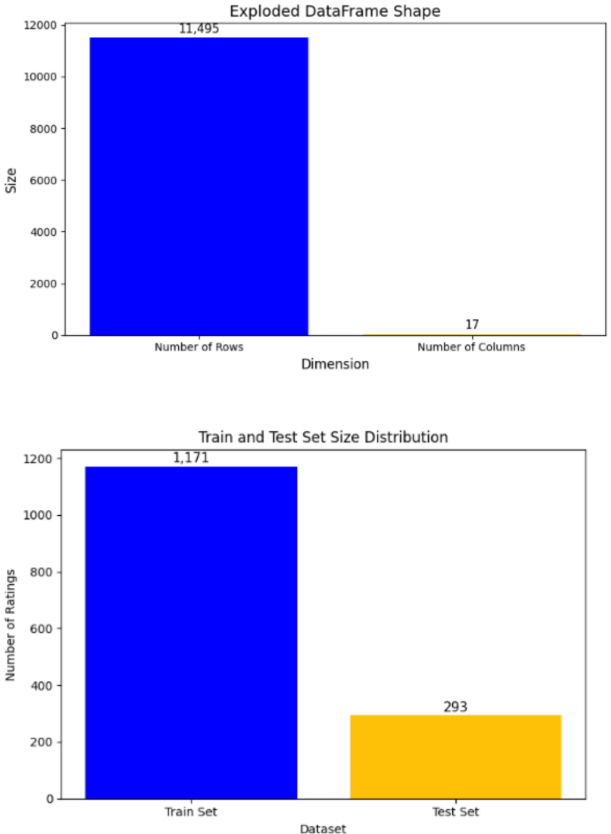 Exploded DataFrame Shape
12000
11,495
10000
8000
6000
4000
2000
0
Size
17
Number of Rows
Number of Columns
Dimension
Train and Test Set Size Distribution
1200
1,171
1000
800
600
400
200
0
Number of Ratings
293
Train Set
Test Set
Dataset